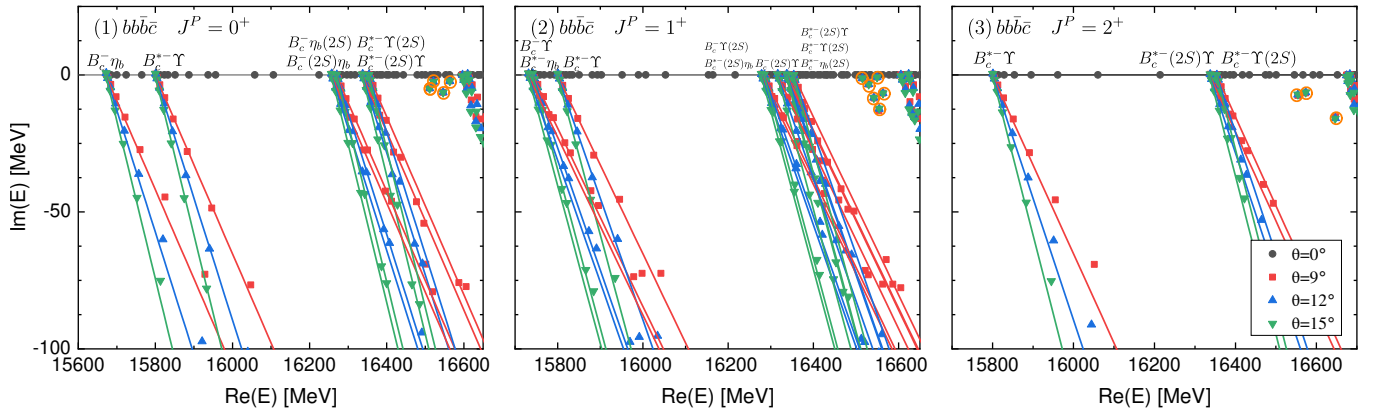 (1) bbb̄c̄ J^P = 0^+
B_c^-η_b(2S) B_c^{*-}Υ(2S)
B_c^-η_b B_c^{*-}Υ B_c^-(2S)η_b B_c^{*-}(2S)Υ
0
-50
-100
Im(E) [MeV]
15600 15800 16000 16200 16400 16600
Re(E) [MeV]
(2) bbb̄c̄ J^P = 1^+
B_c^{*-}(2S)Υ
B_c^-Υ B_c^-Υ(2S) B_c^{*-}Υ(2S)
B_c^{*-}η_b B_c^{*-}Υ B_c^{*-}(2S)η_b B_c^-(2S)Υ B_c^{*-}η_b(2S)
15800 16000 16200 16400 16600
Re(E) [MeV]
(3) bbb̄c̄ J^P = 2^+
B_c^{*-}Υ B_c^{*-}(2S)Υ B_c^{*-}Υ(2S)
θ=0°
θ=9°
θ=12°
θ=15°
15800 16000 16200 16400 16600
Re(E) [MeV]